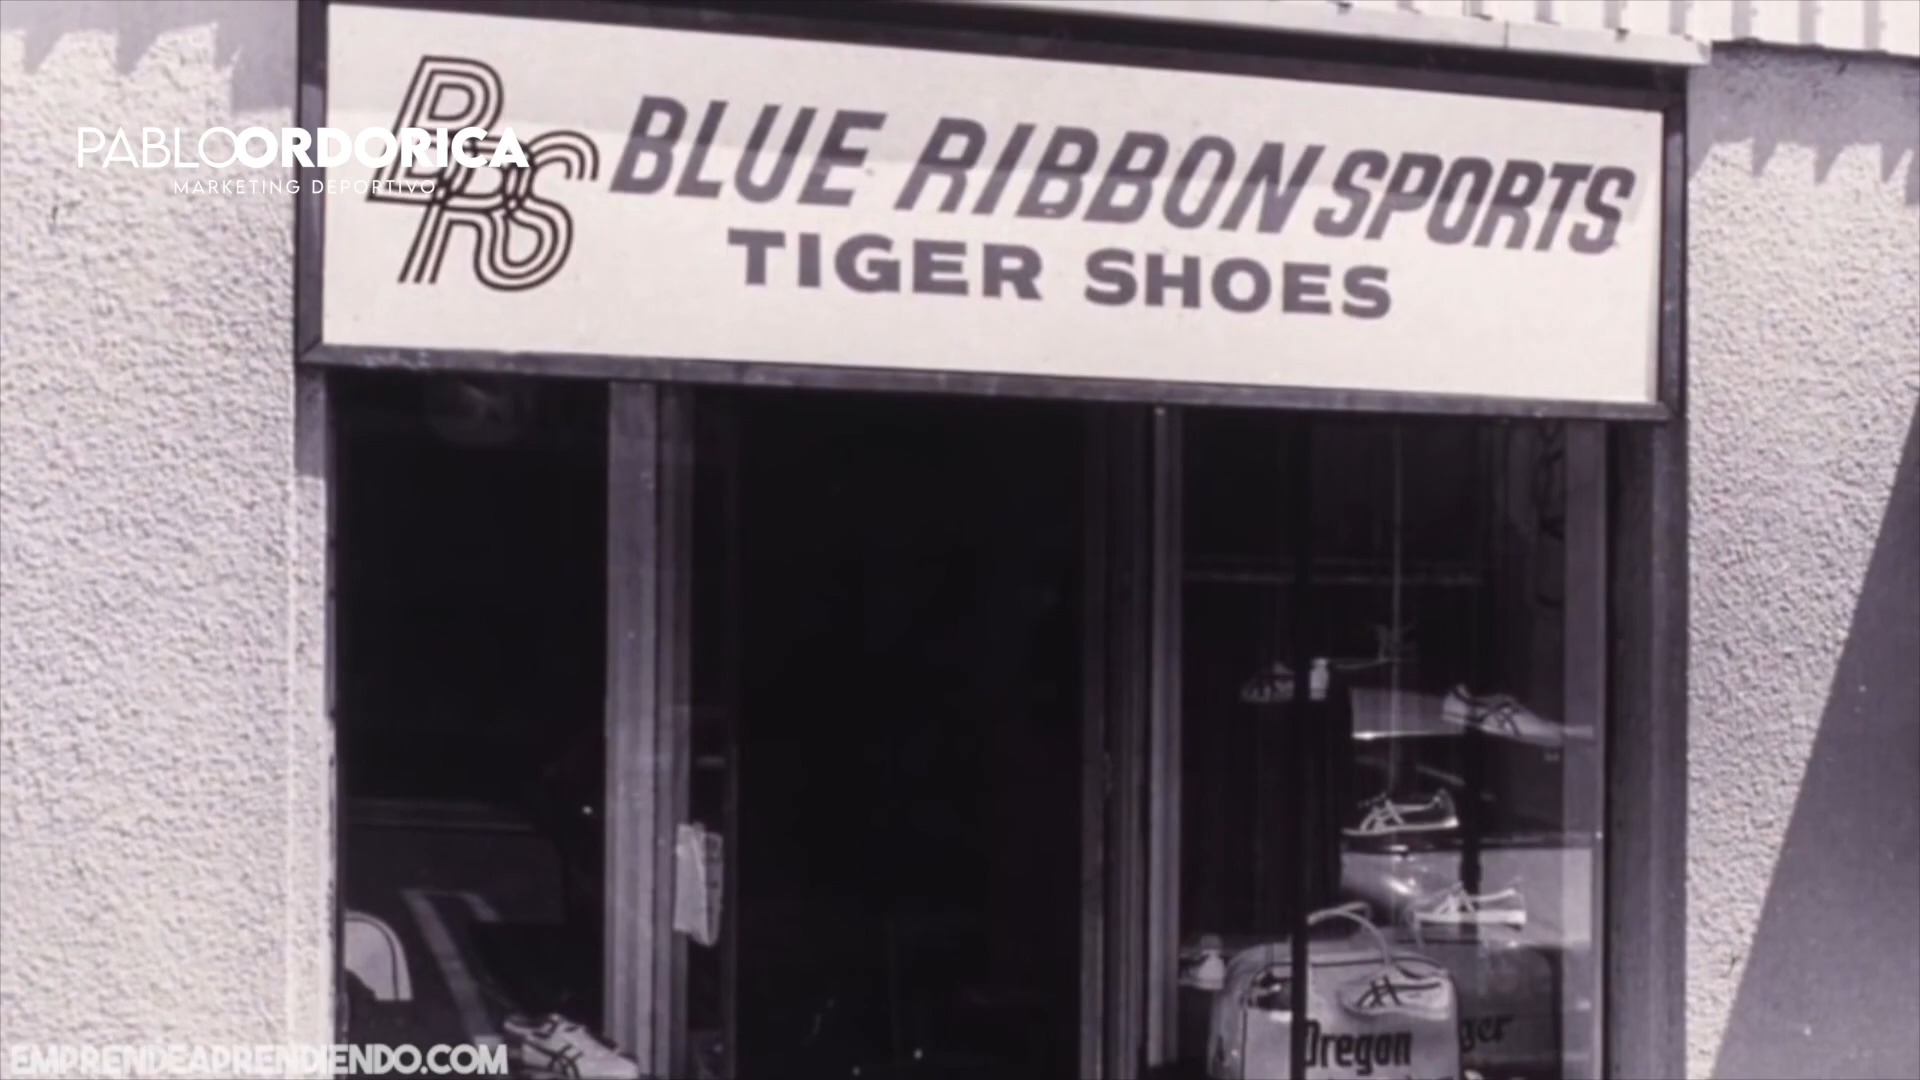 PABLOORDORICA
MARKETING DEPORTIVO
BRS
BLUE RIBBON SPORTS
TIGER SHOES
Oregon
EMPRENDEAPRENDIENDO.COM